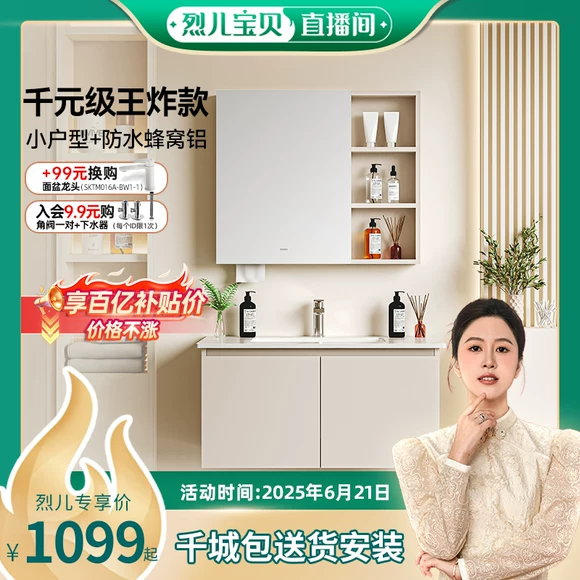 烈儿宝贝 直播间
千元级王炸款
小户型+防水蜂窝铝
+99元换购
面盆龙头(SKTM016A-BW1-1)
入会9.9元购
角阀一对+下水器(每个ID限1次)
享百亿补贴价
价格不涨
烈儿专享价
¥1099起
活动时间:2025年6月21日
千城包送货安装